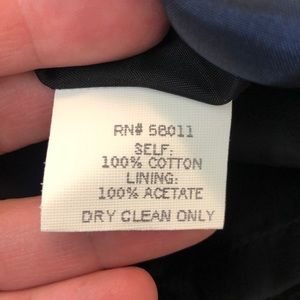 RN# 58011
SELF:
100% COTTON
LINING:
100% ACETATE
DRY CLEAN ONLY